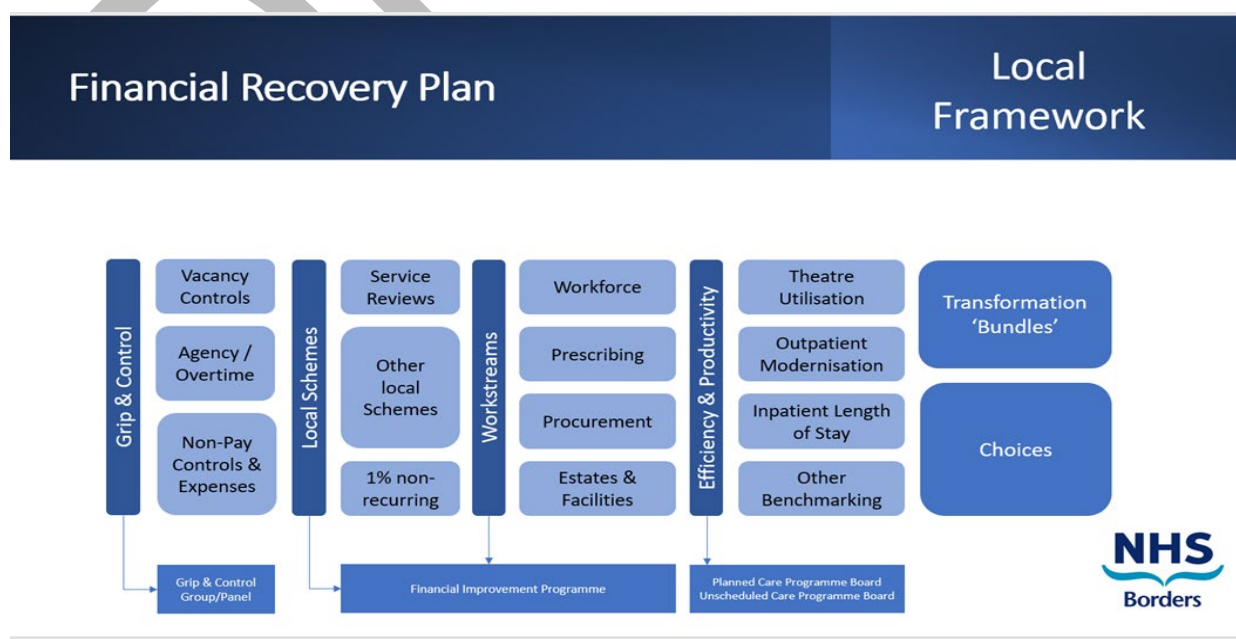 Financial Recovery Plan
Local
Framework
Grip & Control
Vacancy
Controls
Agency /
Overtime
Non-Pay
Controls &
Expenses
Local Schemes
Service
Reviews
Other
local
Schemes
1% non-
recurring
Workstreams
Workforce
Prescribing
Procurement
Estates &
Facilities
Efficiency & Productivity
Theatre
Utilisation
Outpatient
Modernisation
Inpatient Length
of Stay
Other
Benchmarking
Transformation
‘Bundles’
Choices
Grip & Control
Group/Panel
Financial Improvement Programme
Planned Care Programme Board
Unscheduled Care Programme Board
NHS
Borders